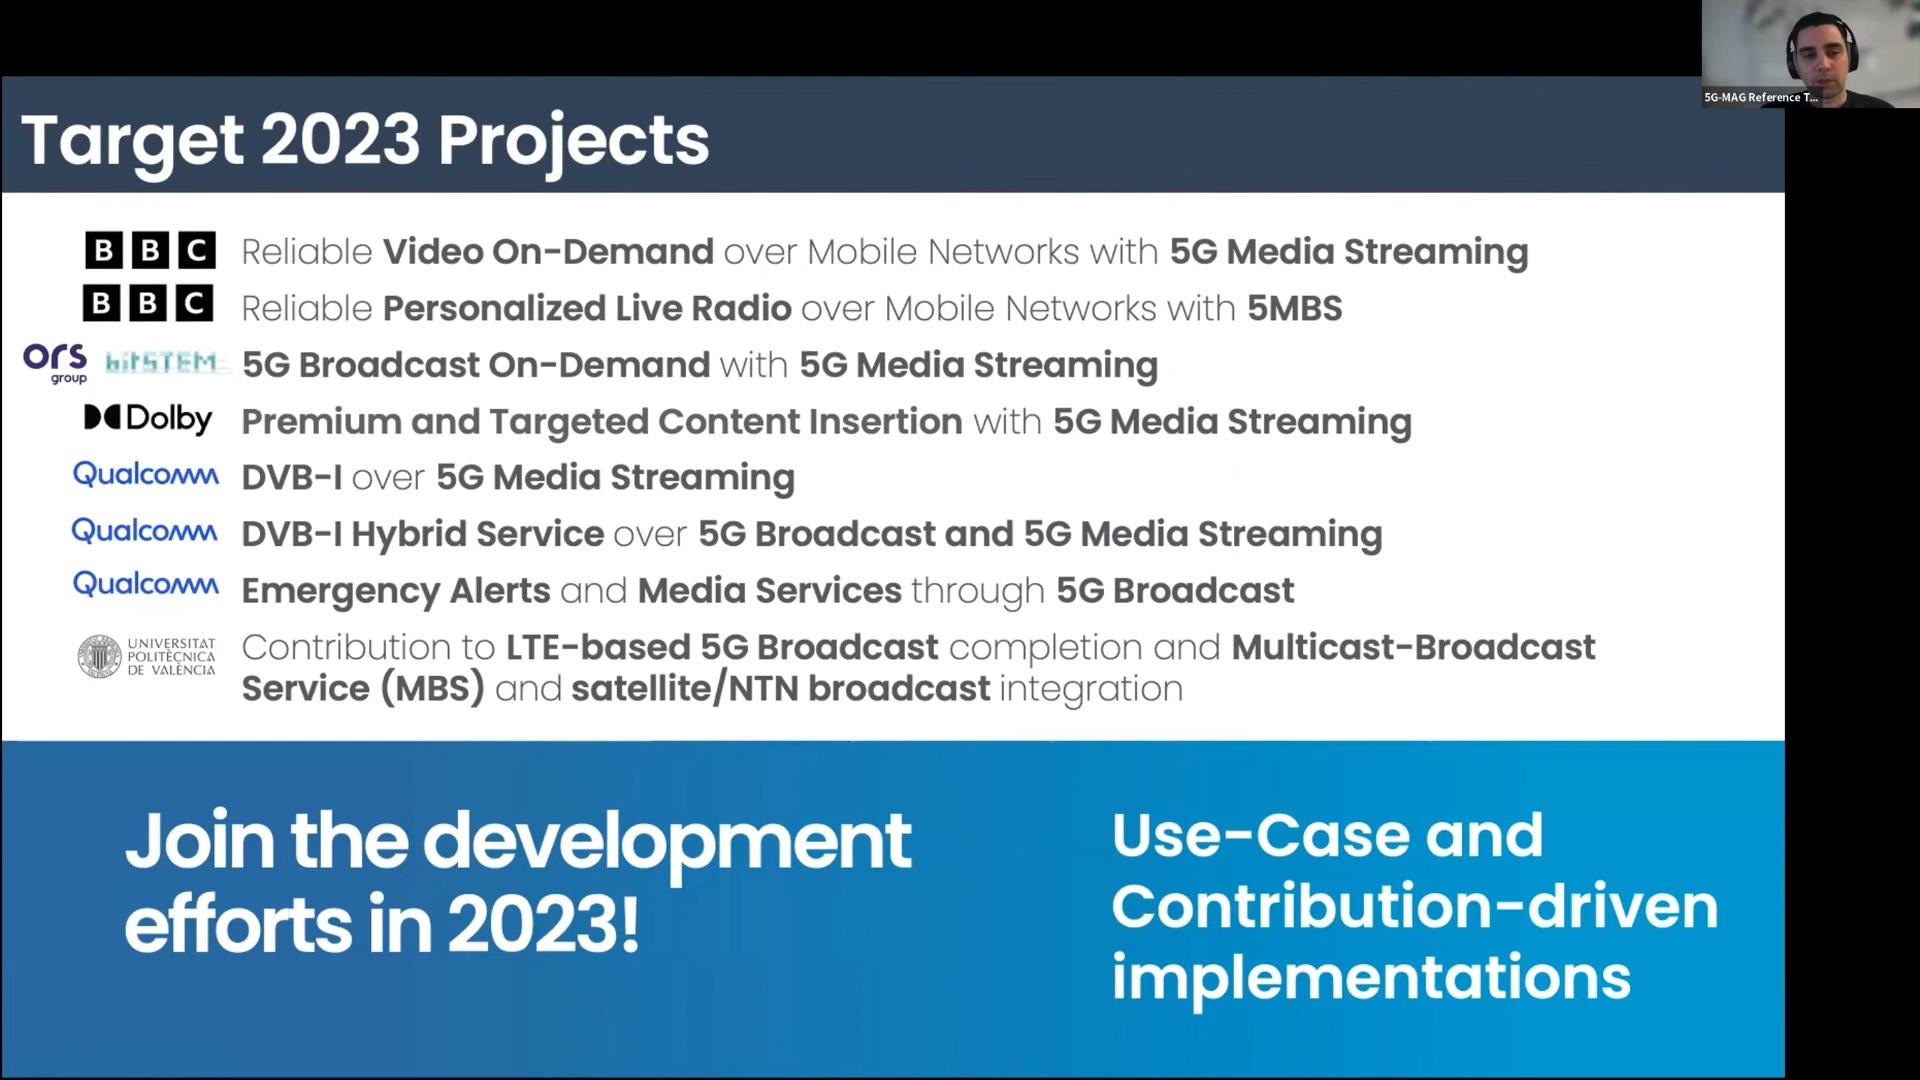 5G-MAG Reference T...
Target 2023 Projects
BBC Reliable Video On-Demand over Mobile Networks with 5G Media Streaming
BBC Reliable Personalized Live Radio over Mobile Networks with 5MBS
ors group bitSTEM 5G Broadcast On-Demand with 5G Media Streaming
Dolby Premium and Targeted Content Insertion with 5G Media Streaming
Qualcomm DVB-I over 5G Media Streaming
Qualcomm DVB-I Hybrid Service over 5G Broadcast and 5G Media Streaming
Qualcomm Emergency Alerts and Media Services through 5G Broadcast
UNIVERSITAT
POLITÈCNICA
DE VALÈNCIA
Contribution to LTE-based 5G Broadcast completion and Multicast-Broadcast
Service (MBS) and satellite/NTN broadcast integration
Join the development
efforts in 2023!
Use-Case and
Contribution-driven
implementations